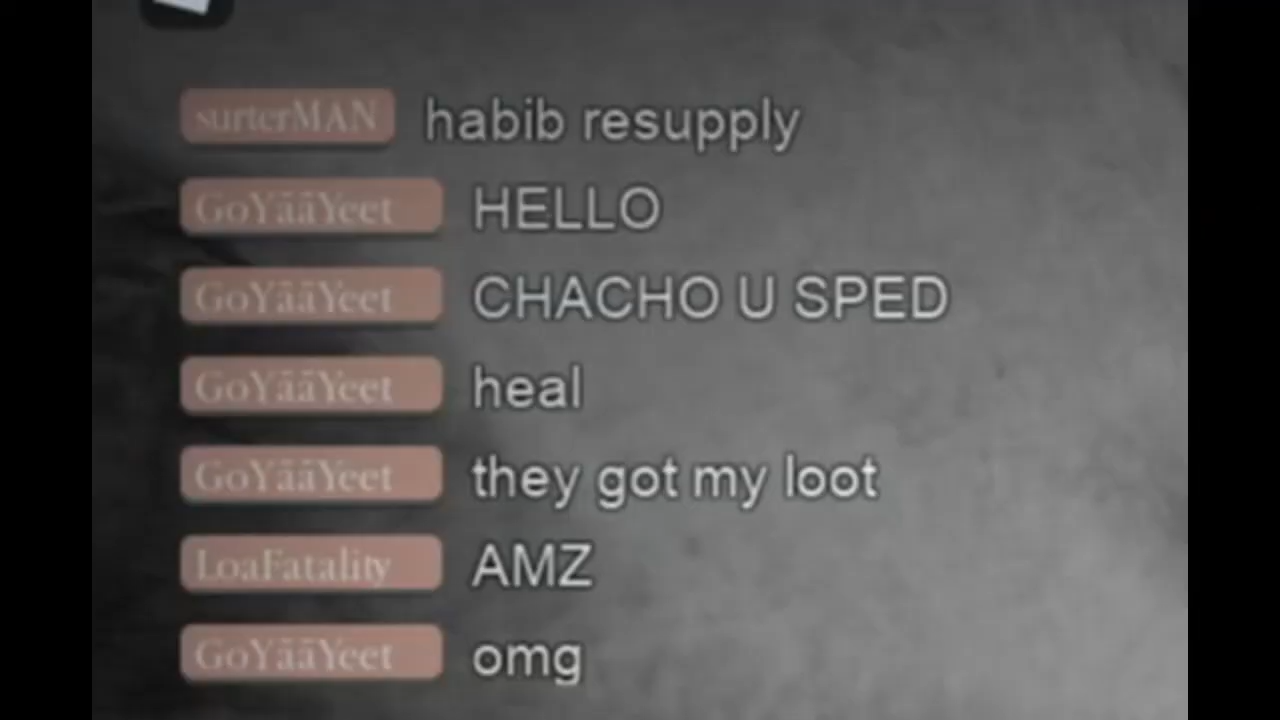 surterMAN habib resupply
GoYããYeet HELLO
GoYããYeet CHACHO U SPED
GoYããYeet heal
GoYããYeet they got my loot
LoaFatality AMZ
GoYããYeet omg